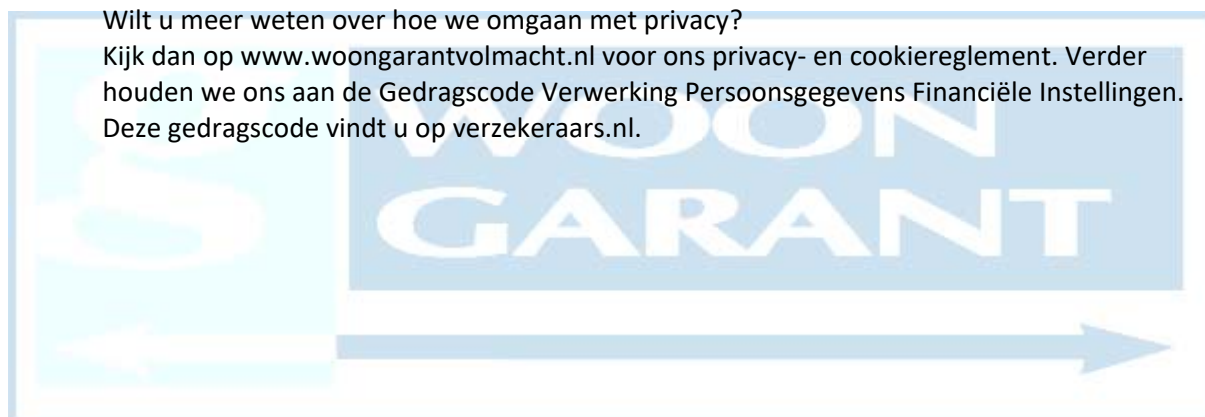 Wilt u meer weten over hoe we omgaan met privacy?
Kijk dan op www.woongarantvolmacht.nl voor ons privacy- en cookiereglement. Verder
houden we ons aan de Gedragscode Verwerking Persoonsgegevens Financiële Instellingen.
Deze gedragscode vindt u op verzekeraars.nl.
g
WOON
GARANT